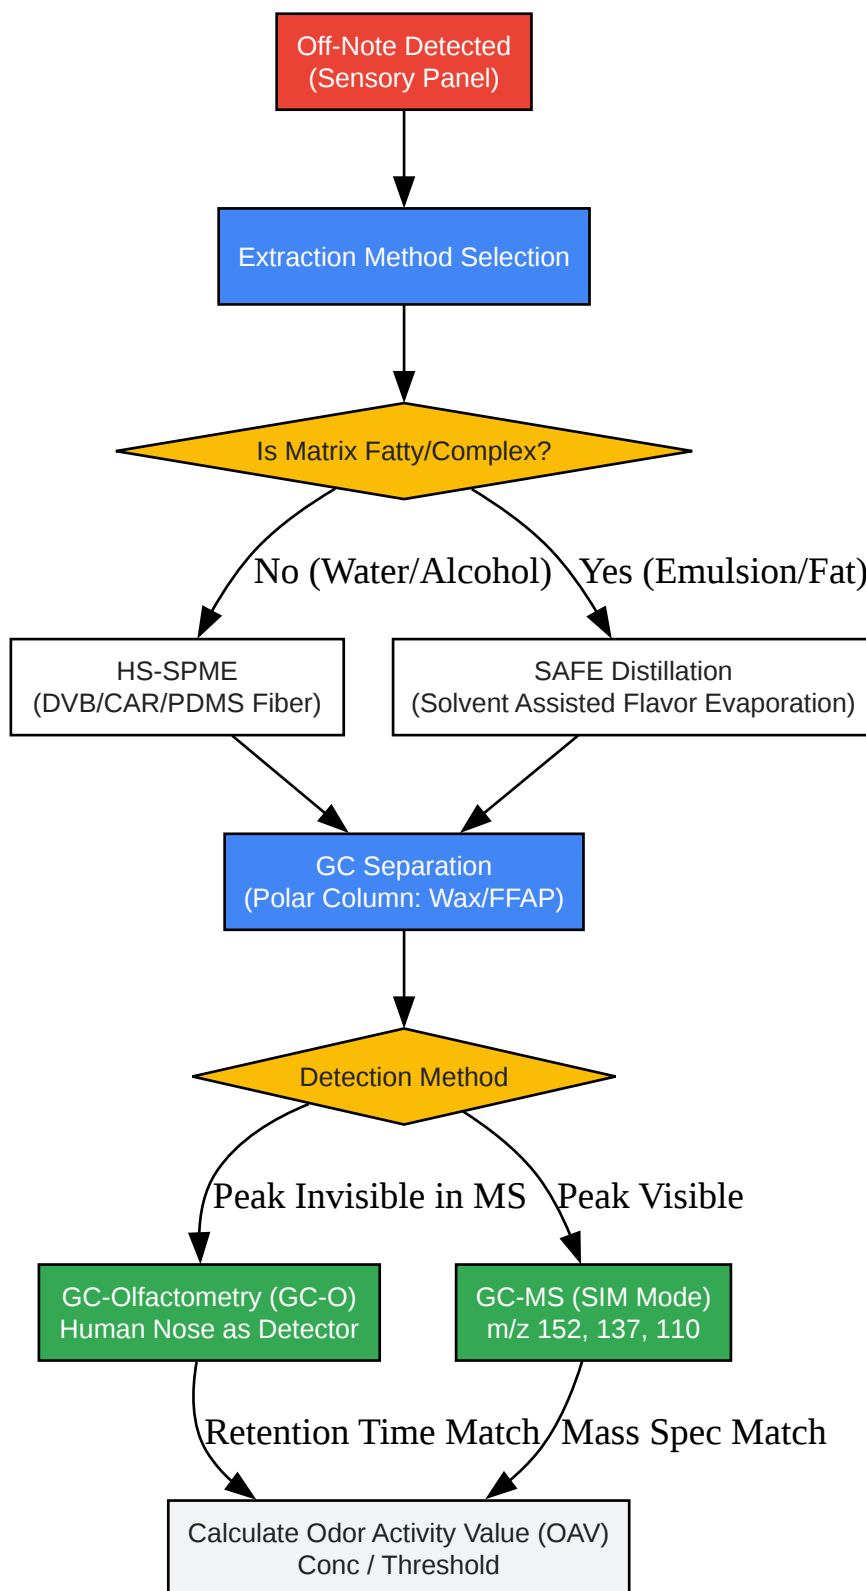 Off-Note Detected
(Sensory Panel)
Extraction Method Selection
Is Matrix Fatty/Complex?
No (Water/Alcohol)
Yes (Emulsion/Fat)
HS-SPME
(DVB/CAR/PDMS Fiber)
SAFE Distillation
(Solvent Assisted Flavor Evaporation)
GC Separation
(Polar Column: Wax/FFAP)
Detection Method
Peak Invisible in MS
Peak Visible
GC-Olfactometry (GC-O)
Human Nose as Detector
GC-MS (SIM Mode)
m/z 152, 137, 110
Retention Time Match
Mass Spec Match
Calculate Odor Activity Value (OAV)
Conc / Threshold